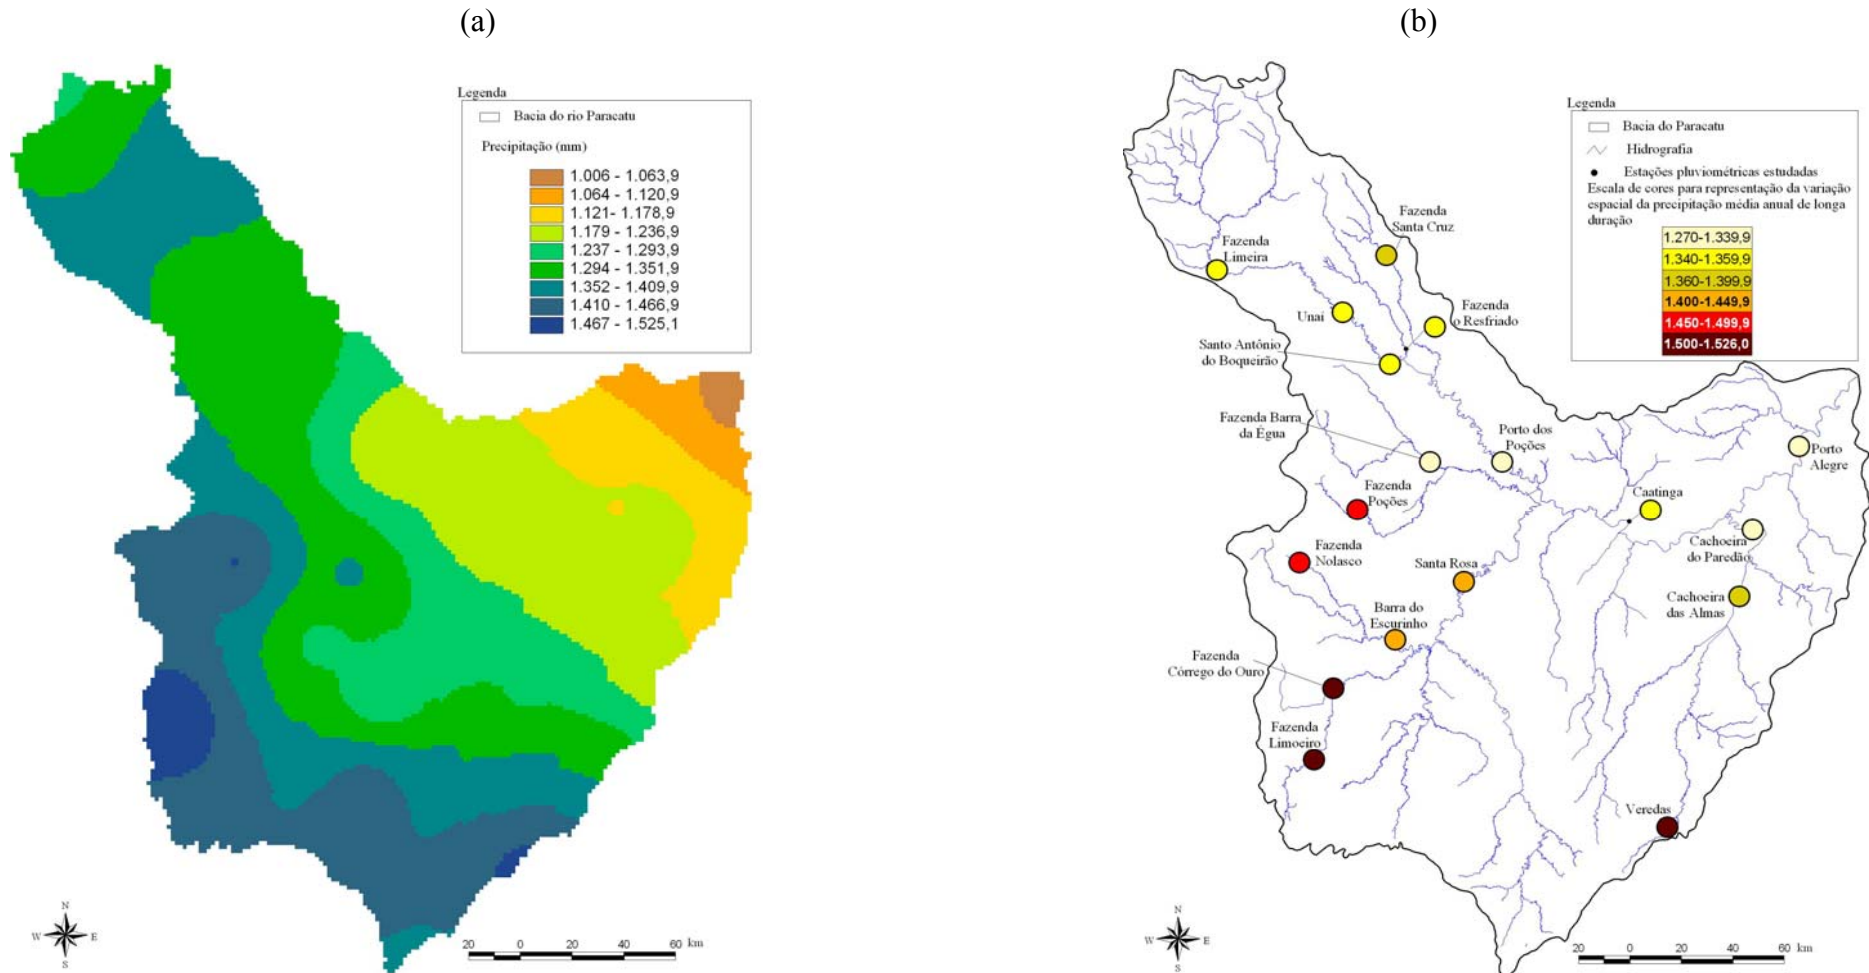 (a)
Legenda
Bacia do rio Paracatu
Precipitação (mm)
1.006 - 1.063,9
1.064 - 1.120,9
1.121- 1.178,9
1.179 - 1.236,9
1.237 - 1.293,9
1.294 - 1.351,9
1.352 - 1.409,9
1.410 - 1.466,9
1.467 - 1.525,1
N
W E
S
20 0 20 40 60 km
(b)
Legenda
Bacia do Paracatu
Hidrografia
Estações pluviométricas estudadas
Escala de cores para representação da variação
espacial da precipitação média anual de longa
duração
1.270-1.339,9
1.340-1.359,9
1.360-1.399,9
1.400-1.449,9
1.450-1.499,9
1.500-1.526,0
Fazenda
Santa Cruz
Fazenda
Limeira
Unaí
Fazenda
o Resfriado
Santo Antônio
do Boqueirão
Fazenda Barra
da Égua
Porto dos
Poções
Porto
Alegre
Fazenda
Poções
Caatinga
Fazenda
Nolasco
Santa Rosa
Cachoeira
do Paredão
Barra do
Escurinho
Cachoeira
das Almas
Fazenda
Córrego do Ouro
Fazenda
Limoeiro
Veredas
N
W E
S
20 0 20 40 60 km